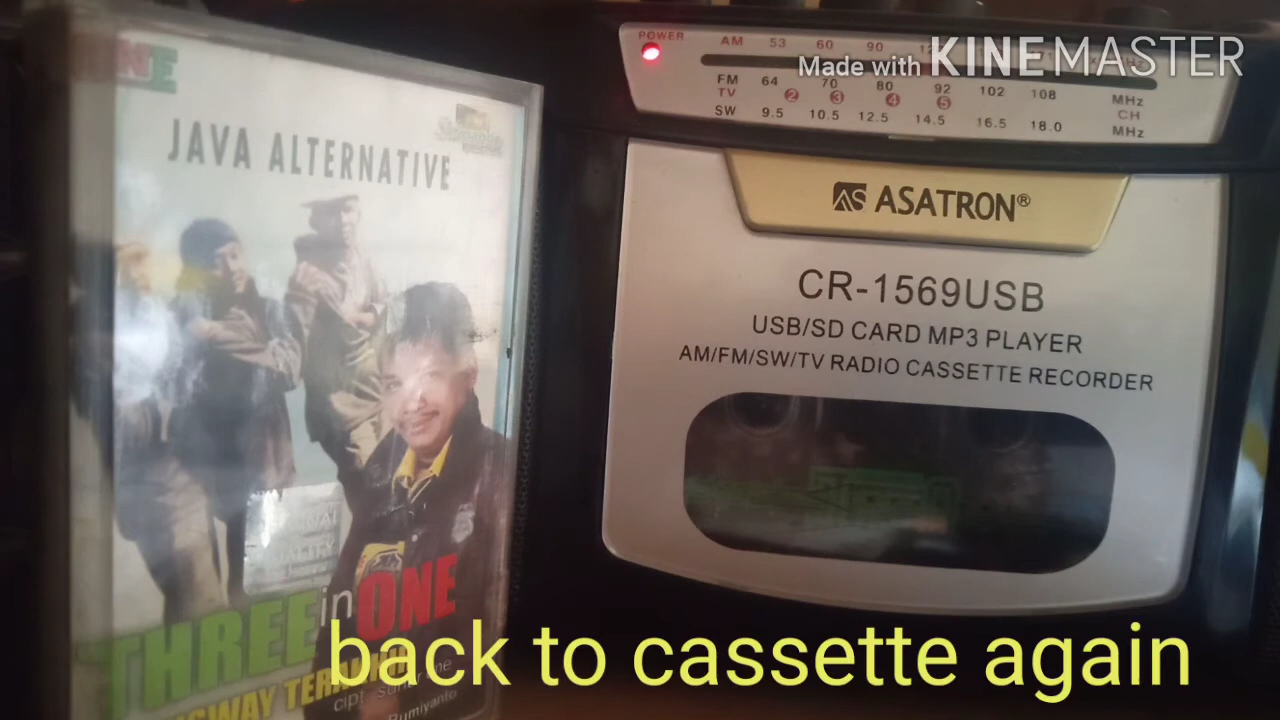 JAVA ALTERNATIVE
THREE in ONE
cipt.
Rumiyanto
POWER
AM 53 60 90
Made with KINEMASTER
FM 64 70 80 92 102 108 MHz
TV 2 3 4 5 CH
SW 9.5 10.5 12.5 14.5 16.5 18.0 MHz
AS ASATRON®
CR-1569USB
USB/SD CARD MP3 PLAYER
AM/FM/SW/TV RADIO CASSETTE RECORDER
back to cassette again